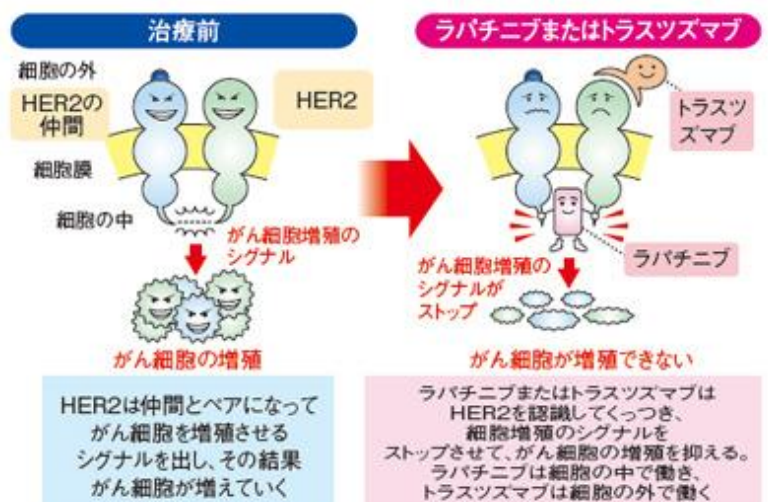 治療前
細胞の外
HER2の
仲間
HER2
細胞膜
細胞の中
がん細胞増殖の
シグナル
がん細胞の増殖
HER2は仲間とペアになって
がん細胞を増殖させる
シグナルを出し、その結果
がん細胞が増えていく
ラパチニブまたはトラスツズマブ
トラスツ
ズマブ
ラパチニブ
がん細胞増殖の
シグナルが
ストップ
がん細胞が増殖できない
ラパチニブまたはトラスツズマブは
HER2を認識してくっつき、
細胞増殖のシグナルを
ストップさせて、がん細胞の増殖を抑える。
ラパチニブは細胞の中で働き、
トラスツズマブは細胞の外で働く